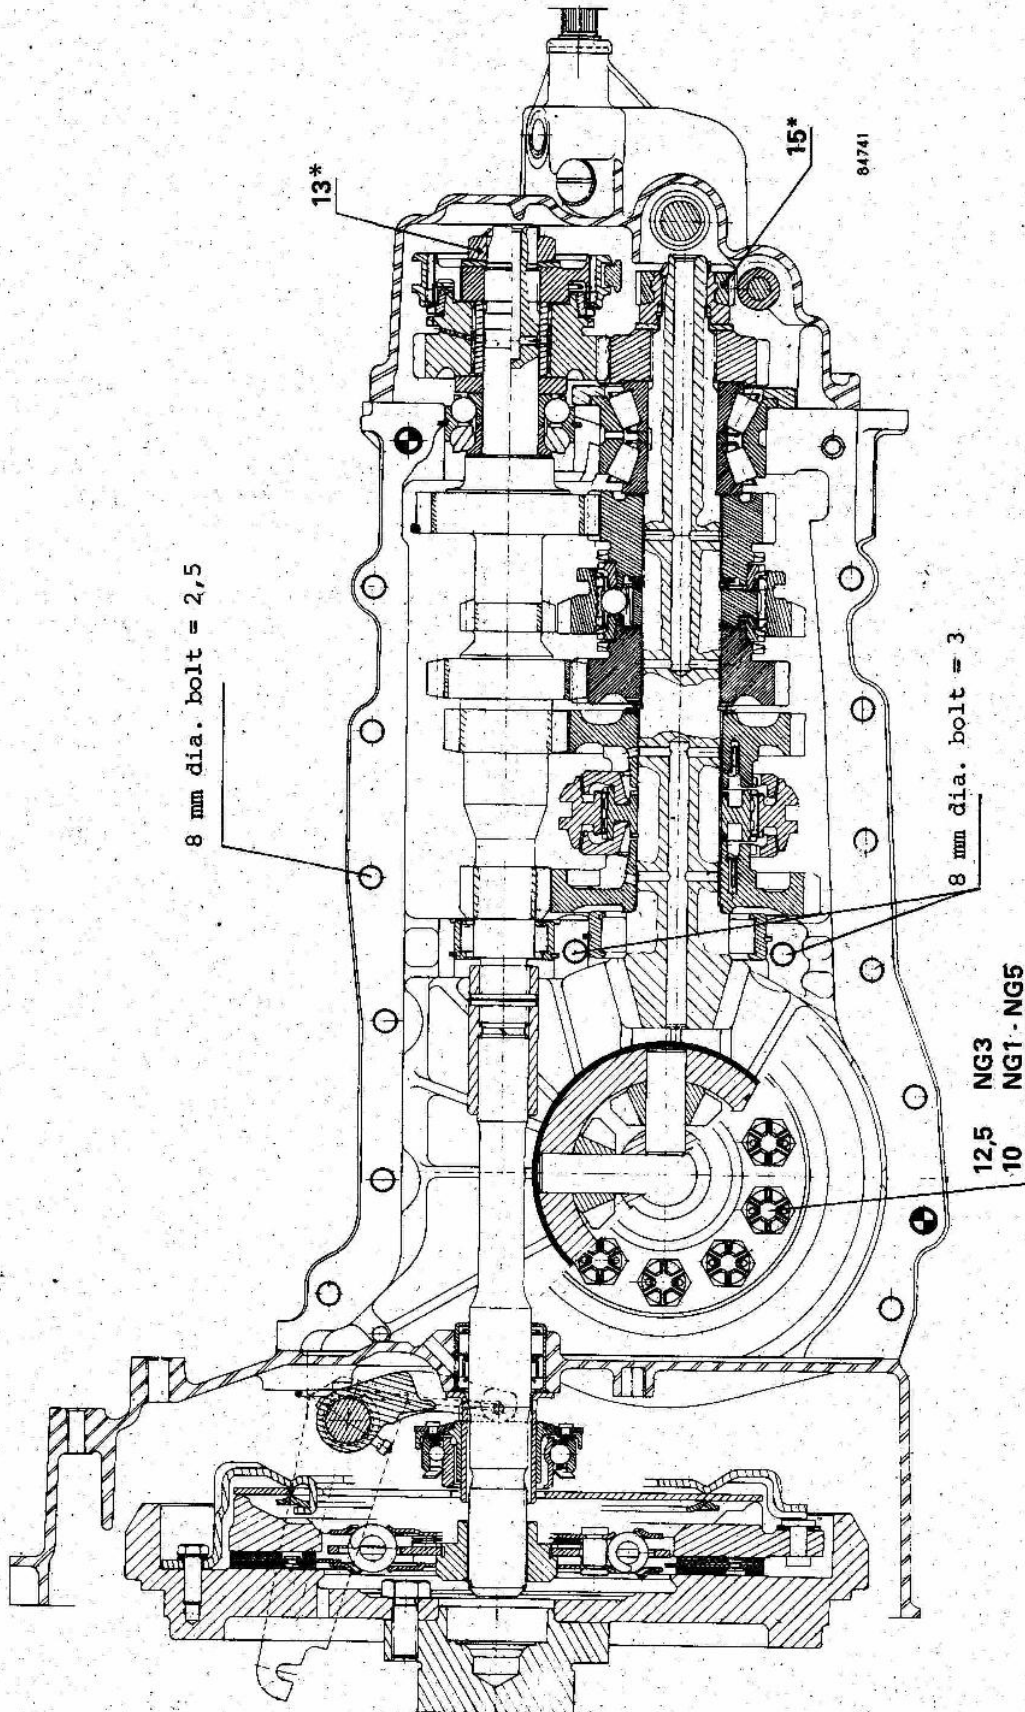 13*
15*
84741
8 mm dia. bolt = 2,5
8 mm dia. bolt = 3
12,5 NG3
10 NG1 - NG5